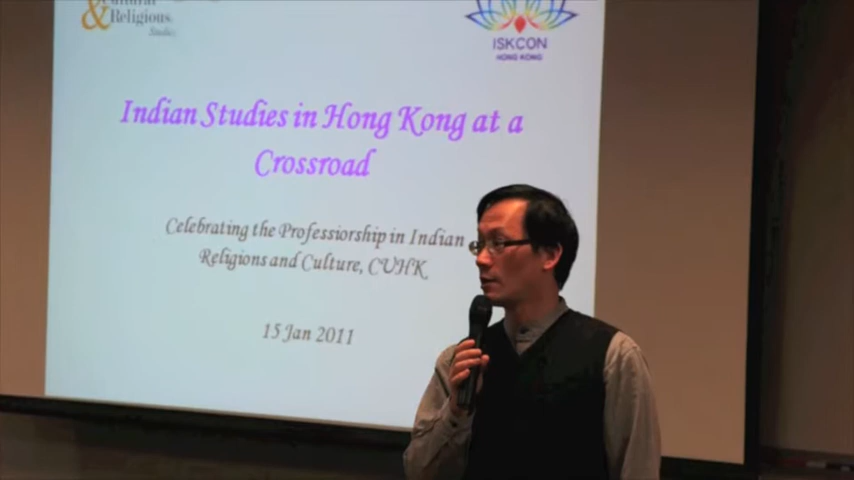 &
Religious
Studies
ISKCON
HONG KONG
Indian Studies in Hong Kong at a
Crossroad
Celebrating the Professiorship in Indian
Religions and Culture, CUHK
15 Jan 2011